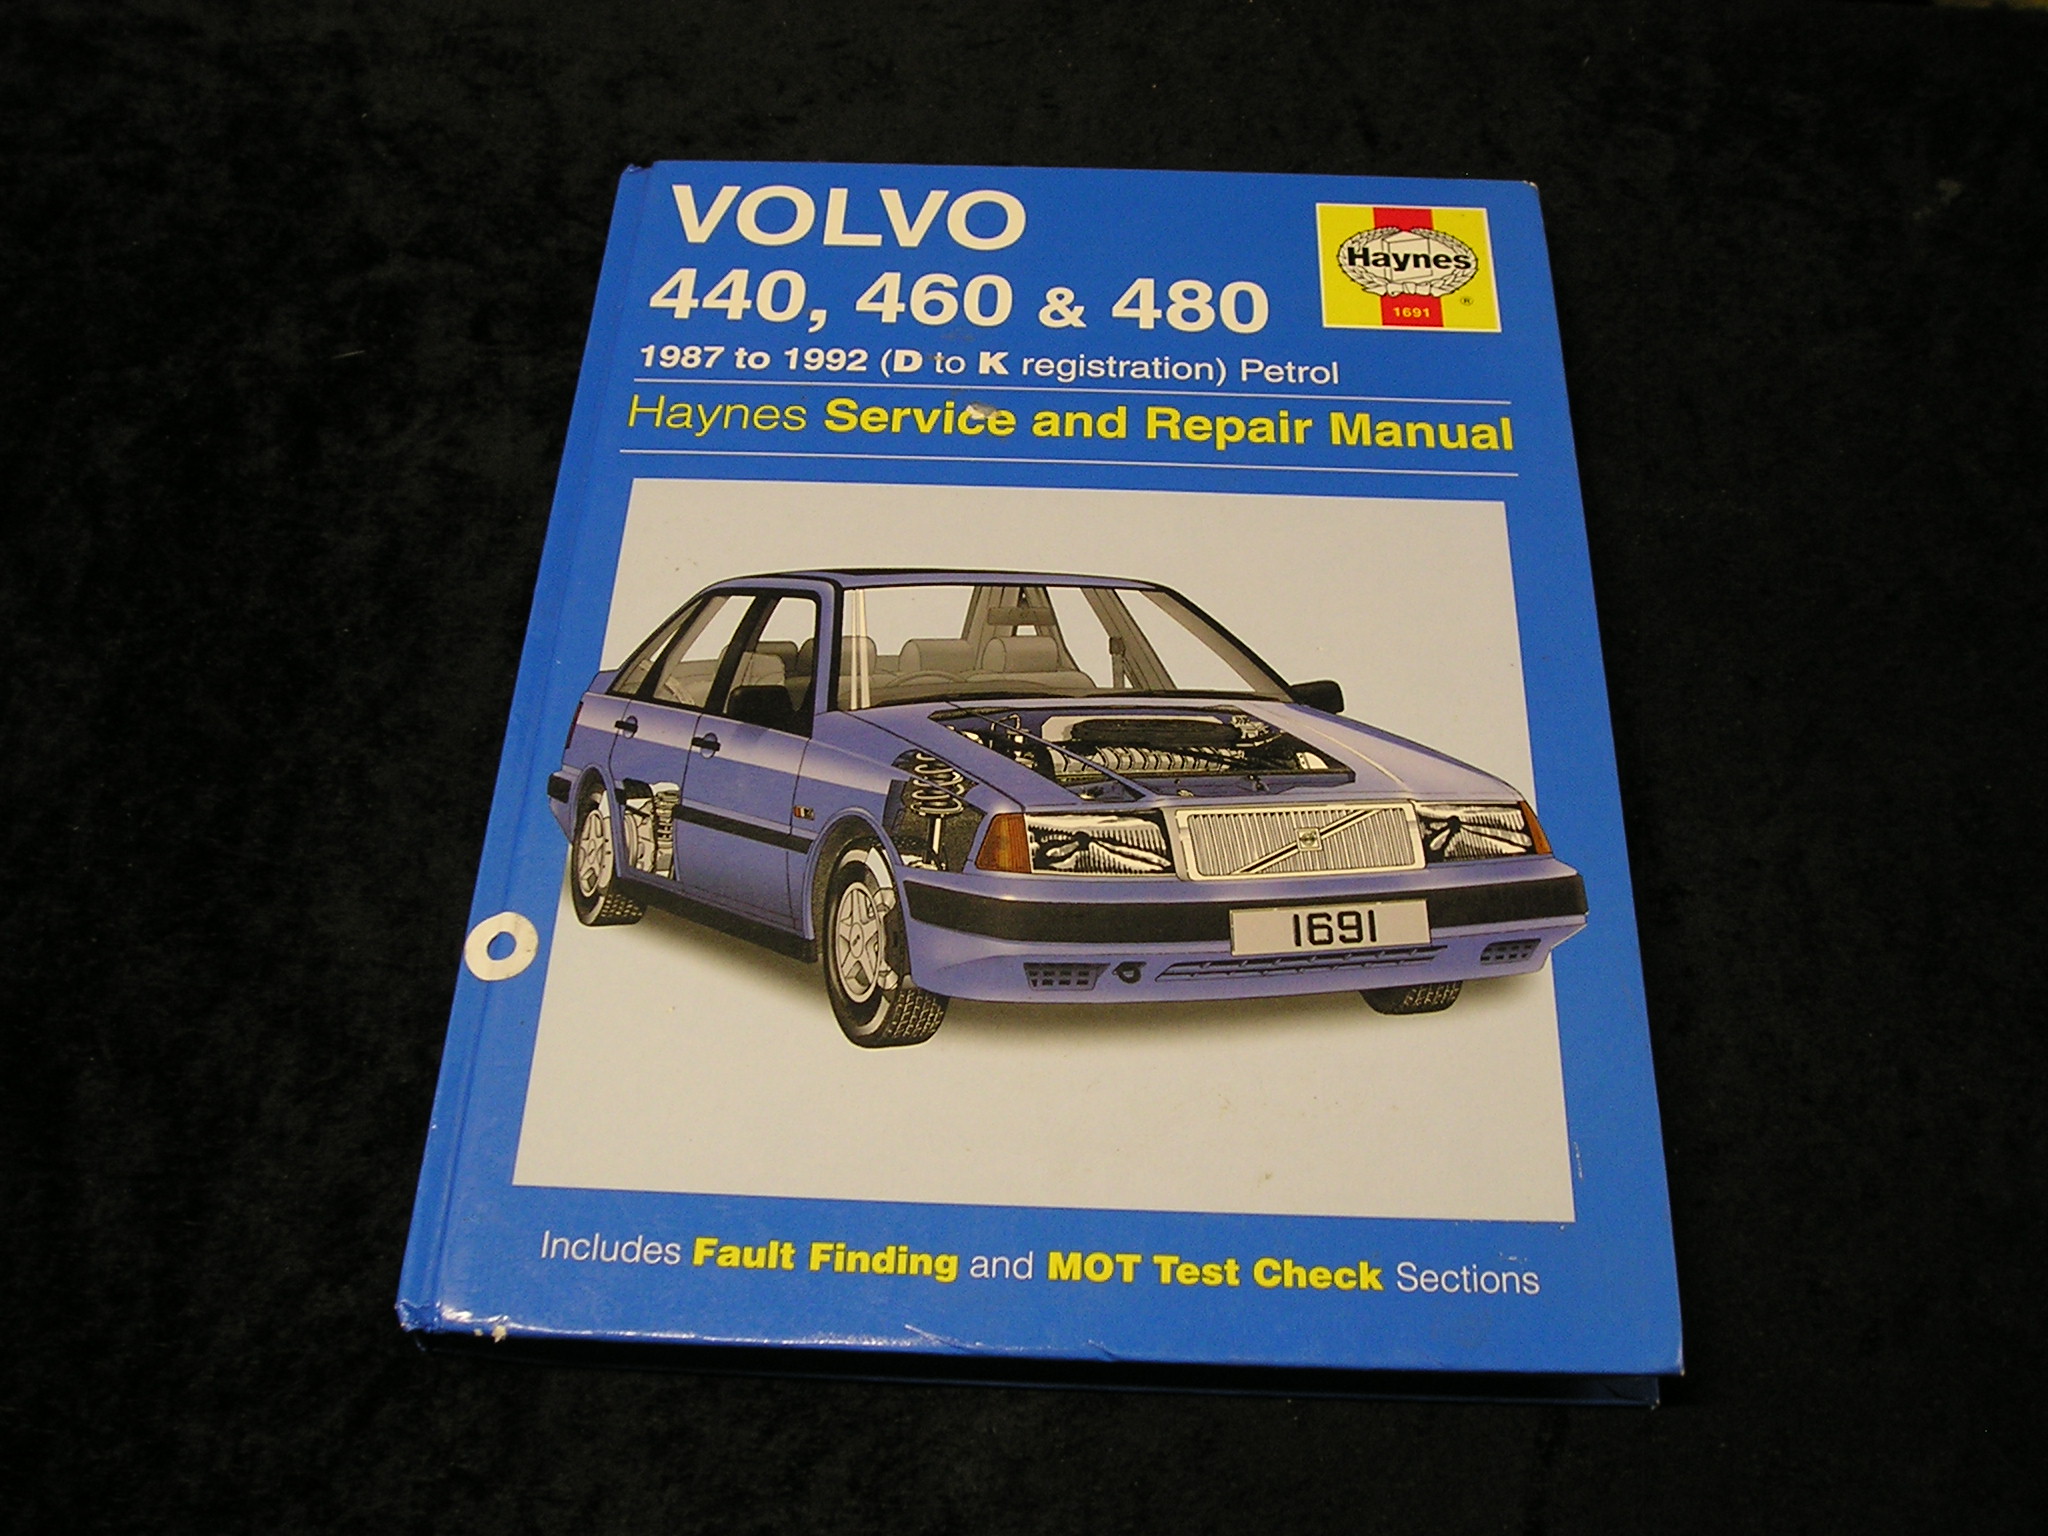 VOLVO
440, 460 & 480
1987 to 1992 (D to K registration) Petrol
Haynes Service and Repair Manual
Haynes
®
1691
1691
Includes Fault Finding and MOT Test Check Sections